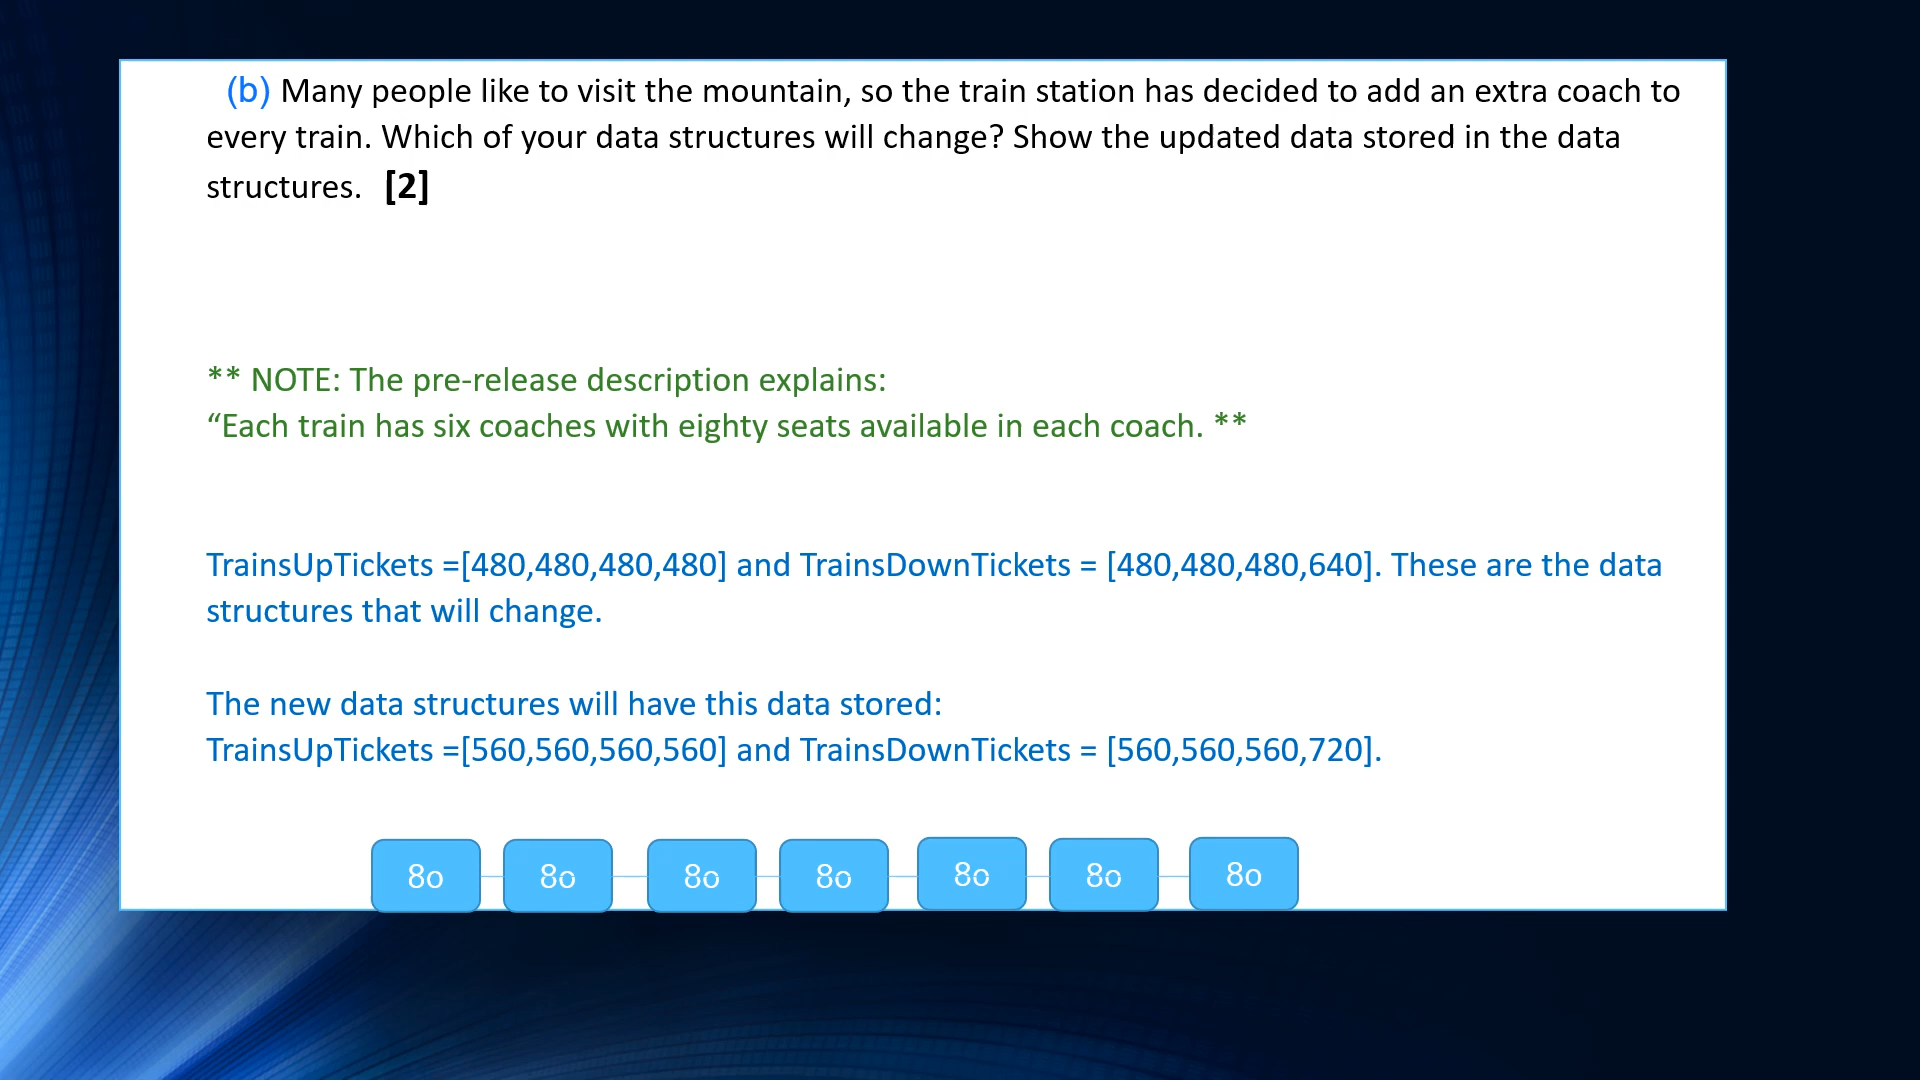 (b) Many people like to visit the mountain, so the train station has decided to add an extra coach to
every train. Which of your data structures will change? Show the updated data stored in the data
structures. [2]
** NOTE: The pre-release description explains:
“Each train has six coaches with eighty seats available in each coach. **
TrainsUpTickets =[480,480,480,480] and TrainsDownTickets = [480,480,480,640]. These are the data
structures that will change.
The new data structures will have this data stored:
TrainsUpTickets =[560,560,560,560] and TrainsDownTickets = [560,560,560,720].
80 80 80 80 80 80 80